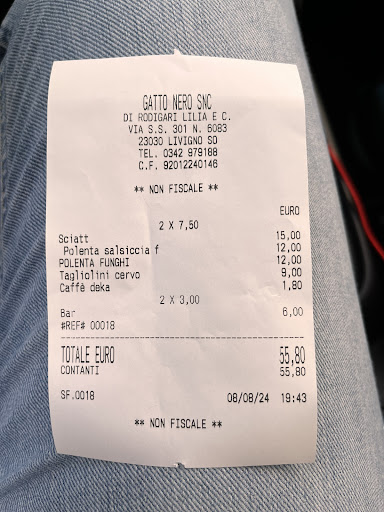 GATTO NERO SNC
DI RODIGARI LILIA E C.
VIA S.S. 301 N. 6083
23030 LIVIGNO SO
TEL. 0342 979188
C.F. 92012240146
** NON FISCALE **
EURO
2 X 7,50
Sciatt 15,00
Polenta salsiccia f 12,00
POLENTA FUNGHI 12,00
Tagliolini cervo 9,00
Caffè deka 1,80
2 X 3,00
Bar 6,00
#REF# 00018
TOTALE EURO 55,80
CONTANTI 55,80
SF.0018 08/08/24 19:43
** NON FISCALE **